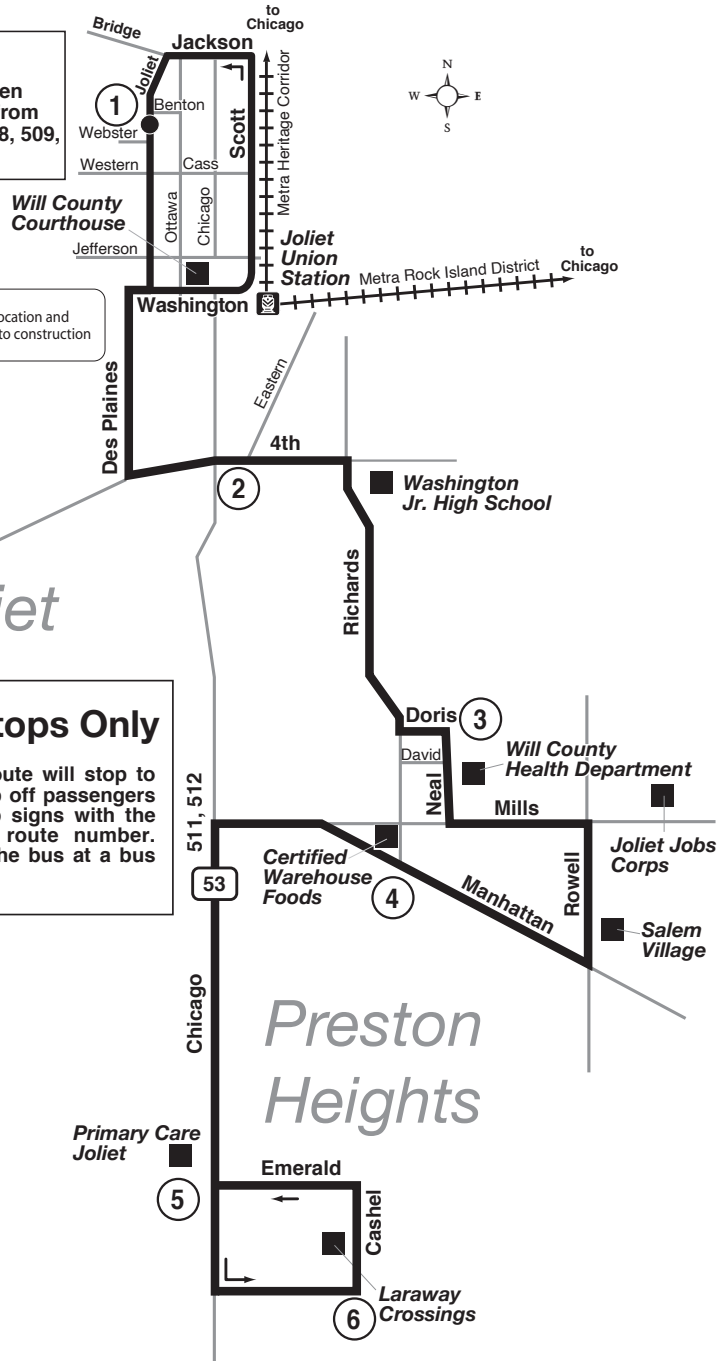 to
Chicago
Bridge
Jackson
Joliet
en
rom
8, 509,
1
Benton
Webster
Scott
Metra Heritage Corridor
N
W
E
S
Western
Cass
Will County
Courthouse
Ottawa
Chicago
Jefferson
Joliet
Union
Station
Metra Rock Island District
to
Chicago
Washington
ocation and
to construction
Des Plaines
Eastern
4th
2
Washington
Jr. High School
Richards
iet
tops Only
oute will stop to
o off passengers
p signs with the
route number.
he bus at a bus
Doris
3
David
Neal
Will County
Health Department
Mills
Joliet Jobs
Corps
511, 512
53
Certified
Warehouse
Foods
4
Manhattan
Rowell
Salem
Village
Chicago
Preston
Heights
Primary Care
Joliet
5
Emerald
Cashel
Laraway
Crossings
6